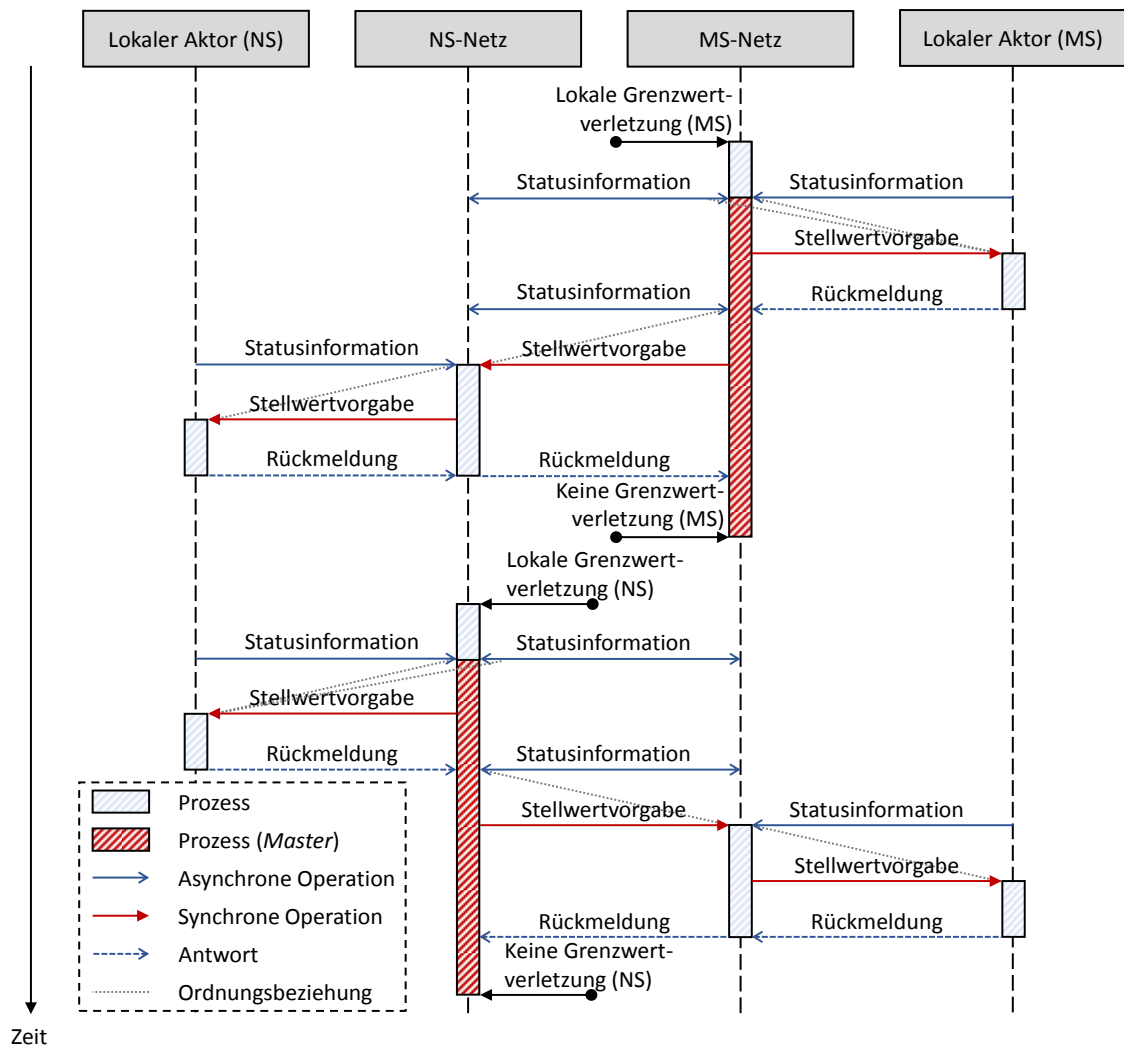 Lokaler Aktor (NS)
NS-Netz
MS-Netz
Lokaler Aktor (MS)
Lokale Grenzwert-
verletzung (MS)
Statusinformation
Statusinformation
Stellwertvorgabe
Statusinformation
Rückmeldung
Statusinformation
Stellwertvorgabe
Stellwertvorgabe
Rückmeldung
Rückmeldung
Keine Grenzwert-
verletzung (MS)
Lokale Grenzwert-
verletzung (NS)
Statusinformation
Statusinformation
Stellwertvorgabe
Rückmeldung
Statusinformation
Stellwertvorgabe
Statusinformation
Stellwertvorgabe
Rückmeldung
Rückmeldung
Keine Grenzwert-
verletzung (NS)
Prozess
Prozess (Master)
Asynchrone Operation
Synchrone Operation
Antwort
Ordnungsbeziehung
Zeit